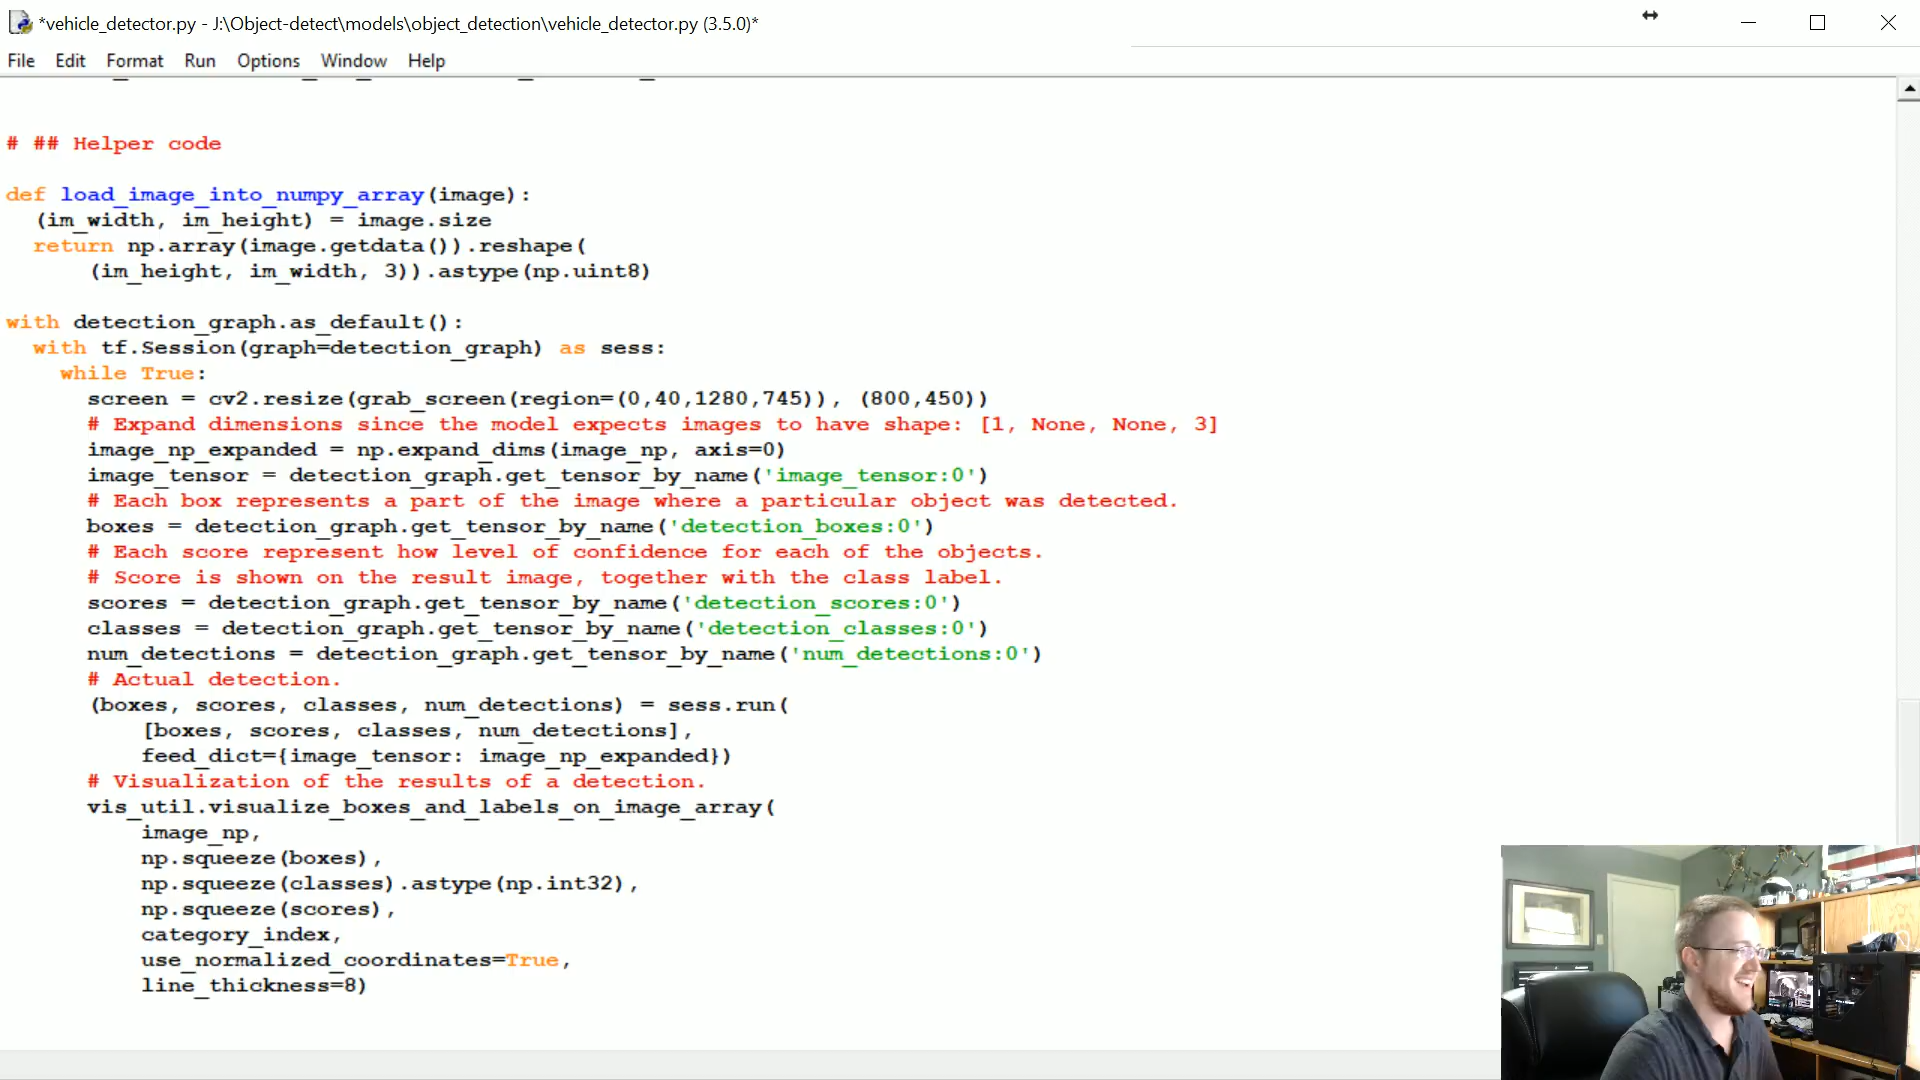 *vehicle_detector.py - J:\Object-detect\models\object_detection\vehicle_detector.py (3.5.0)*
File Edit Format Run Options Window Help
# ## Helper code
def load_image_into_numpy_array(image):
  (im_width, im_height) = image.size
  return np.array(image.getdata()).reshape(
      (im_height, im_width, 3)).astype(np.uint8)
with detection_graph.as_default():
  with tf.Session(graph=detection_graph) as sess:
    while True:
      screen = cv2.resize(grab_screen(region=(0,40,1280,745)), (800,450))
      # Expand dimensions since the model expects images to have shape: [1, None, None, 3]
      image_np_expanded = np.expand_dims(image_np, axis=0)
      image_tensor = detection_graph.get_tensor_by_name('image_tensor:0')
      # Each box represents a part of the image where a particular object was detected.
      boxes = detection_graph.get_tensor_by_name('detection_boxes:0')
      # Each score represent how level of confidence for each of the objects.
      # Score is shown on the result image, together with the class label.
      scores = detection_graph.get_tensor_by_name('detection_scores:0')
      classes = detection_graph.get_tensor_by_name('detection_classes:0')
      num_detections = detection_graph.get_tensor_by_name('num_detections:0')
      # Actual detection.
      (boxes, scores, classes, num_detections) = sess.run(
          [boxes, scores, classes, num_detections],
          feed_dict={image_tensor: image_np_expanded})
      # Visualization of the results of a detection.
      vis_util.visualize_boxes_and_labels_on_image_array(
          image_np,
          np.squeeze(boxes),
          np.squeeze(classes).astype(np.int32),
          np.squeeze(scores),
          category_index,
          use_normalized_coordinates=True,
          line_thickness=8)